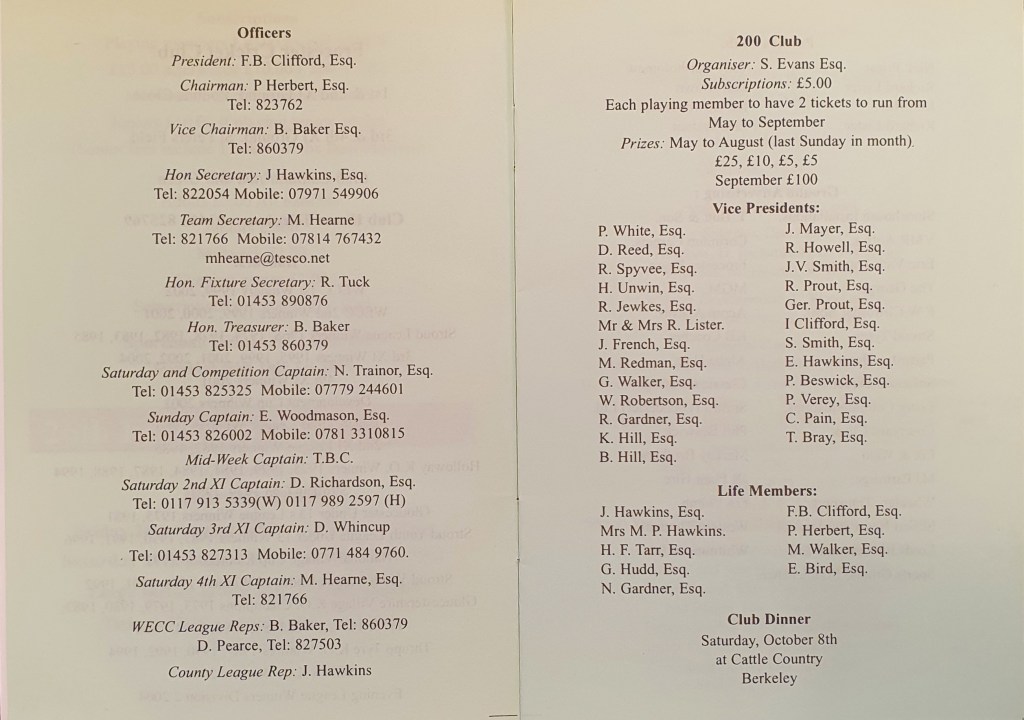 Officers
President: F.B. Clifford, Esq.
Chairman: P Herbert, Esq.
Tel: 823762
Vice Chairman: B. Baker Esq.
Tel: 860379
Hon Secretary: J Hawkins, Esq.
Tel: 822054 Mobile: 07971 549906
Team Secretary: M. Hearne
Tel: 821766 Mobile: 07814 767432
mhearne@tesco.net
Hon. Fixture Secretary: R. Tuck
Tel: 01453 890876
Hon. Treasurer: B. Baker
Tel: 01453 860379
Saturday and Competition Captain: N. Trainor, Esq.
Tel: 01453 825325 Mobile: 07779 244601
Sunday Captain: E. Woodmason, Esq.
Tel: 01453 826002 Mobile: 0781 3310815
Mid-Week Captain: T.B.C.
Saturday 2nd XI Captain: D. Richardson, Esq.
Tel: 0117 913 5339(W) 0117 989 2597 (H)
Saturday 3rd XI Captain: D. Whincup
Tel: 01453 827313 Mobile: 0771 484 9760.
Saturday 4th XI Captain: M. Hearne, Esq.
Tel: 821766
WECC League Reps: B. Baker, Tel: 860379
D. Pearce, Tel: 827503
County League Rep: J. Hawkins
200 Club
Organiser: S. Evans Esq.
Subscriptions: £5.00
Each playing member to have 2 tickets to run from
May to September
Prizes: May to August (last Sunday in month).
£25, £10, £5, £5
September £100
Vice Presidents:
P. White, Esq.
D. Reed, Esq.
R. Spyvee, Esq.
H. Unwin, Esq.
R. Jewkes, Esq.
Mr & Mrs R. Lister.
J. French, Esq.
M. Redman, Esq.
G. Walker, Esq.
W. Robertson, Esq.
R. Gardner, Esq.
K. Hill, Esq.
B. Hill, Esq.
J. Mayer, Esq.
R. Howell, Esq.
J.V. Smith, Esq.
R. Prout, Esq.
Ger. Prout, Esq.
I Clifford, Esq.
S. Smith, Esq.
E. Hawkins, Esq.
P. Beswick, Esq.
P. Verey, Esq.
C. Pain, Esq.
T. Bray, Esq.
Life Members:
J. Hawkins, Esq.
Mrs M. P. Hawkins.
H. F. Tarr, Esq.
G. Hudd, Esq.
N. Gardner, Esq.
F.B. Clifford, Esq.
P. Herbert, Esq.
M. Walker, Esq.
E. Bird, Esq.
Club Dinner
Saturday, October 8th
at Cattle Country
Berkeley